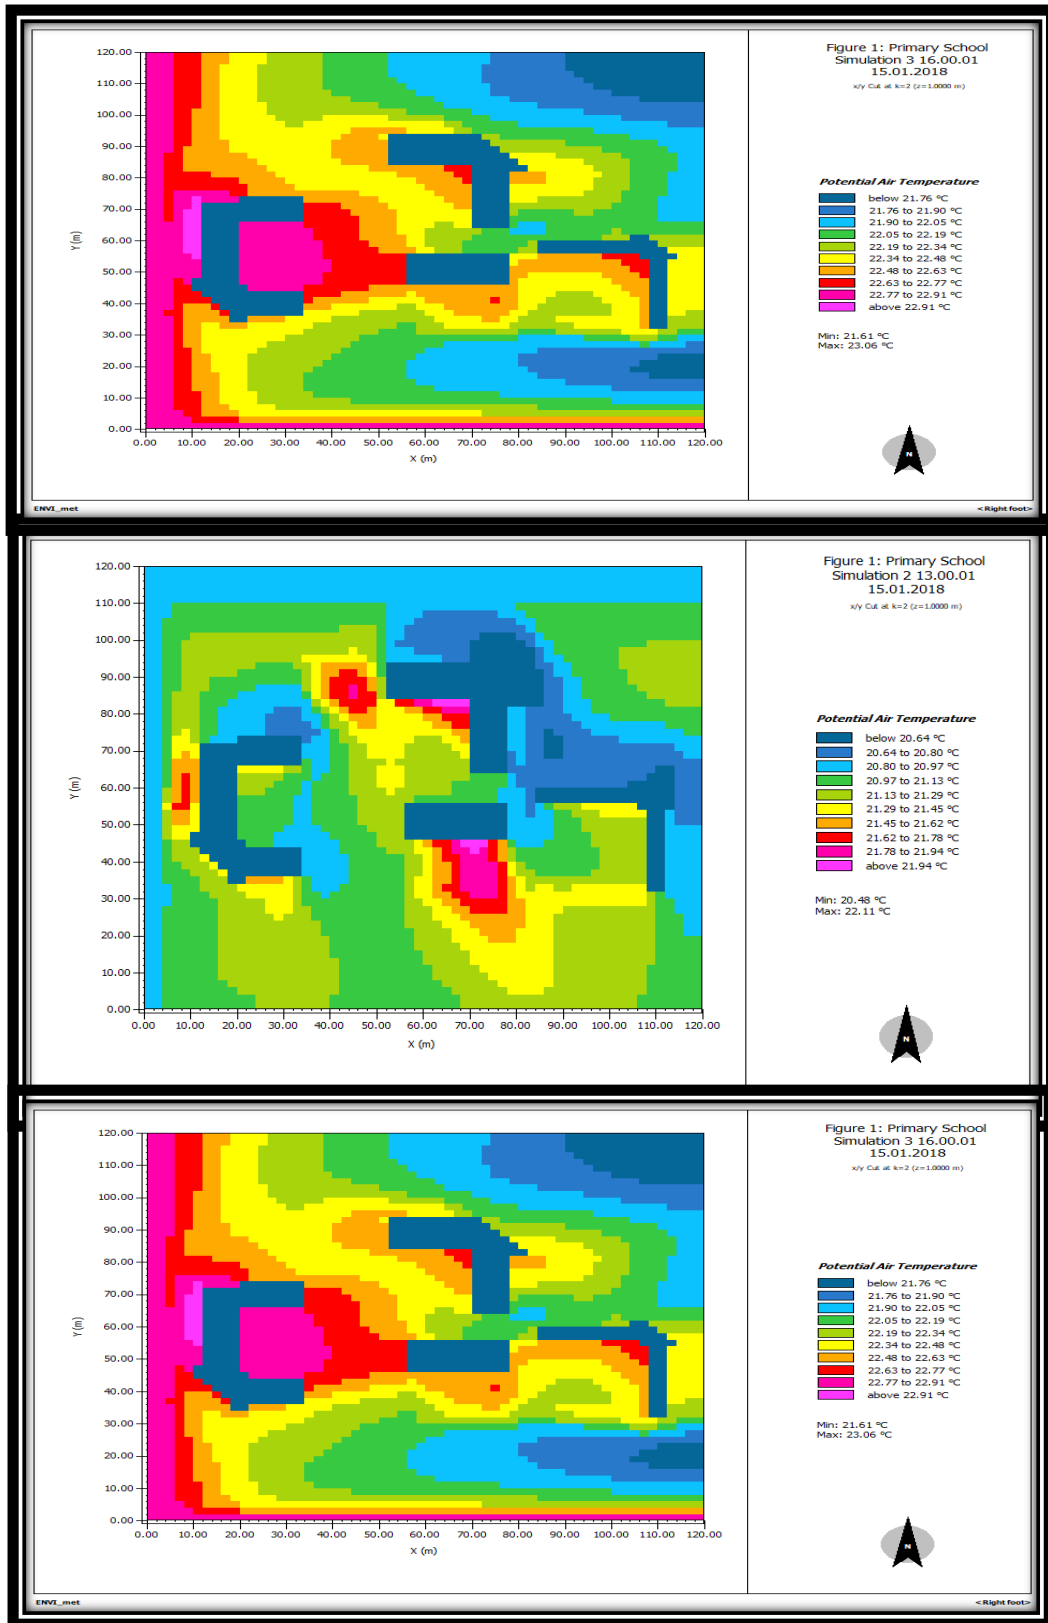 Figure 1: Primary School
Simulation 3 16.00.01
15.01.2018
x/y Cut at k=2 (z=1.0000 m)
120.00
110.00
100.00
90.00
80.00
70.00
60.00
50.00
40.00
30.00
20.00
10.00
0.00
Y (m)
0.00 10.00 20.00 30.00 40.00 50.00 60.00 70.00 80.00 90.00 100.00 110.00 120.00
X (m)
Potential Air Temperature
below 21.76 °C
21.76 to 21.90 °C
21.90 to 22.05 °C
22.05 to 22.19 °C
22.19 to 22.34 °C
22.34 to 22.48 °C
22.48 to 22.63 °C
22.63 to 22.77 °C
22.77 to 22.91 °C
above 22.91 °C
Min: 21.61 °C
Max: 23.06 °C
N
ENVI_met
<Right foot>
Figure 1: Primary School
Simulation 2 13.00.01
15.01.2018
x/y Cut at k=2 (z=1.0000 m)
120.00
110.00
100.00
90.00
80.00
70.00
60.00
50.00
40.00
30.00
20.00
10.00
0.00
Y (m)
0.00 10.00 20.00 30.00 40.00 50.00 60.00 70.00 80.00 90.00 100.00 110.00 120.00
X (m)
Potential Air Temperature
below 20.64 °C
20.64 to 20.80 °C
20.80 to 20.97 °C
20.97 to 21.13 °C
21.13 to 21.29 °C
21.29 to 21.45 °C
21.45 to 21.62 °C
21.62 to 21.78 °C
21.78 to 21.94 °C
above 21.94 °C
Min: 20.48 °C
Max: 22.11 °C
N
Figure 1: Primary School
Simulation 3 16.00.01
15.01.2018
x/y Cut at k=2 (z=1.0000 m)
120.00
110.00
100.00
90.00
80.00
70.00
60.00
50.00
40.00
30.00
20.00
10.00
0.00
Y (m)
0.00 10.00 20.00 30.00 40.00 50.00 60.00 70.00 80.00 90.00 100.00 110.00 120.00
X (m)
Potential Air Temperature
below 21.76 °C
21.76 to 21.90 °C
21.90 to 22.05 °C
22.05 to 22.19 °C
22.19 to 22.34 °C
22.34 to 22.48 °C
22.48 to 22.63 °C
22.63 to 22.77 °C
22.77 to 22.91 °C
above 22.91 °C
Min: 21.61 °C
Max: 23.06 °C
N
ENVI_met
<Right foot>